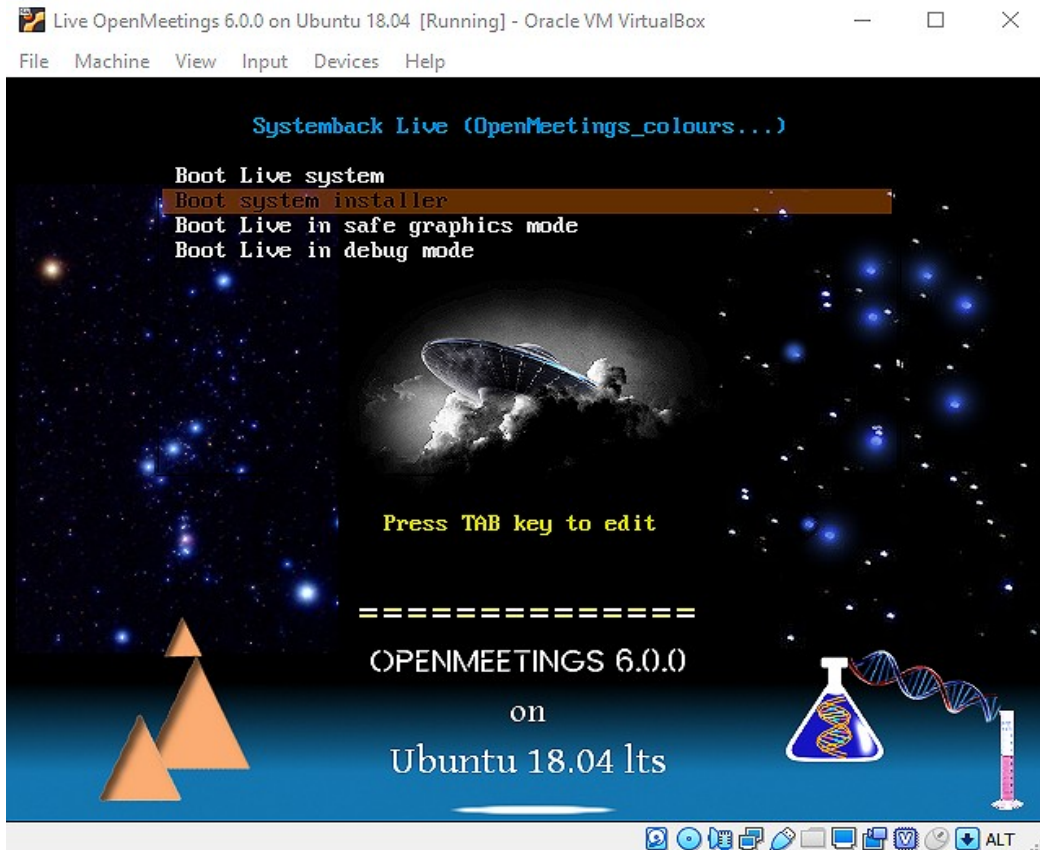 Live OpenMeetings 6.0.0 on Ubuntu 18.04 [Running] - Oracle VM VirtualBox
File Machine View Input Devices Help
Systemback Live (OpenMeetings_colours...)
Boot Live system
Boot system installer
Boot Live in safe graphics mode
Boot Live in debug mode
Press TAB key to edit
==============
OPENMEETINGS 6.0.0
on
Ubuntu 18.04 lts
ALT